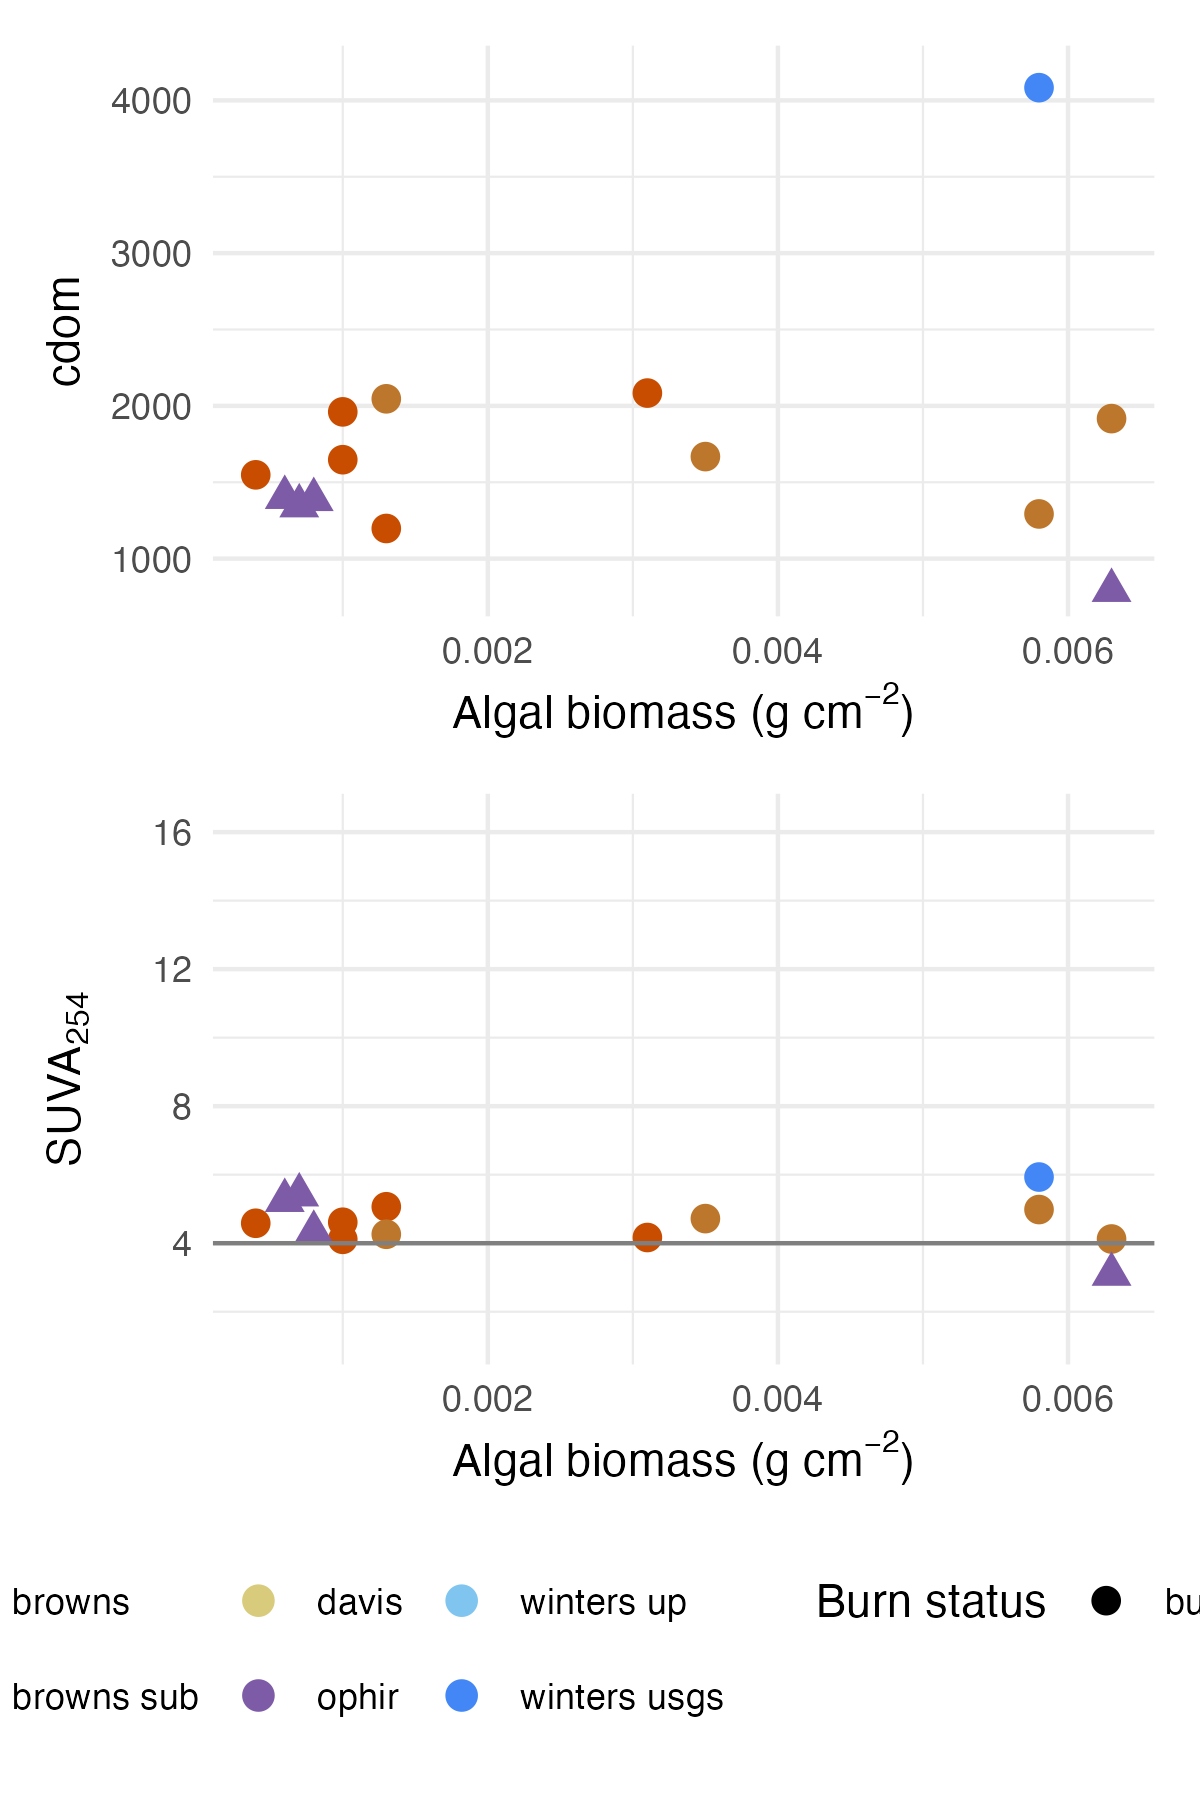 4000
3000
2000
1000
cdom
0.002 0.004 0.006
Algal biomass (g cm⁻²)
16
12
8
4
SUVA₂₅₄
0.002 0.004 0.006
Algal biomass (g cm⁻²)
browns davis winters up Burn status bu
browns sub ophir winters usgs